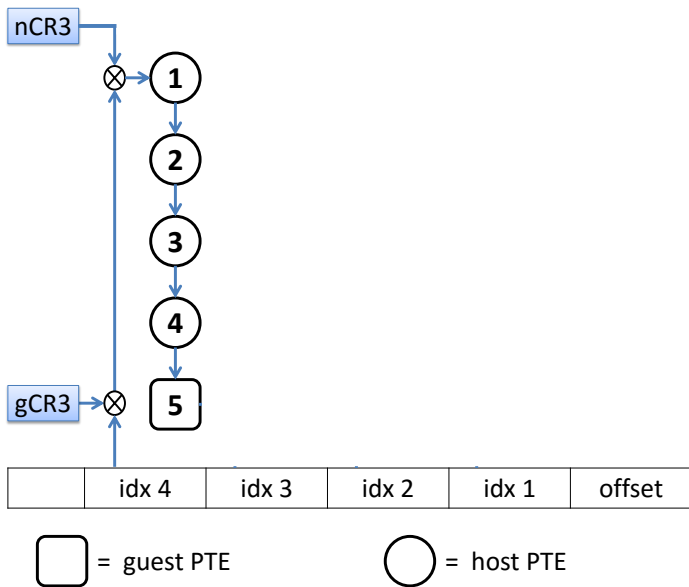 nCR3
1
2
3
4
gCR3
5
idx 4 idx 3 idx 2 idx 1 offset
= guest PTE = host PTE